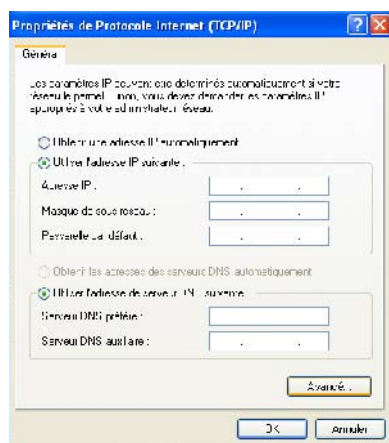 Propriétés de Protocole Internet (TCP/IP)
Général
Les paramètres IP peuvent être déterminés automatiquement si votre
réseau le permet. Sinon, vous devez demander les paramètres IP
appropriés à votre administrateur réseau.
Obtenir une adresse IP automatiquement
Utiliser l'adresse IP suivante :
Adresse IP :
Masque de sous réseau :
Passerelle par défaut :
Obtenir les adresses des serveurs DNS automatiquement
Utiliser l'adresse de serveur DNS suivante
Serveur DNS préféré :
Serveur DNS auxiliaire :
Avancé...
OK
Annuler